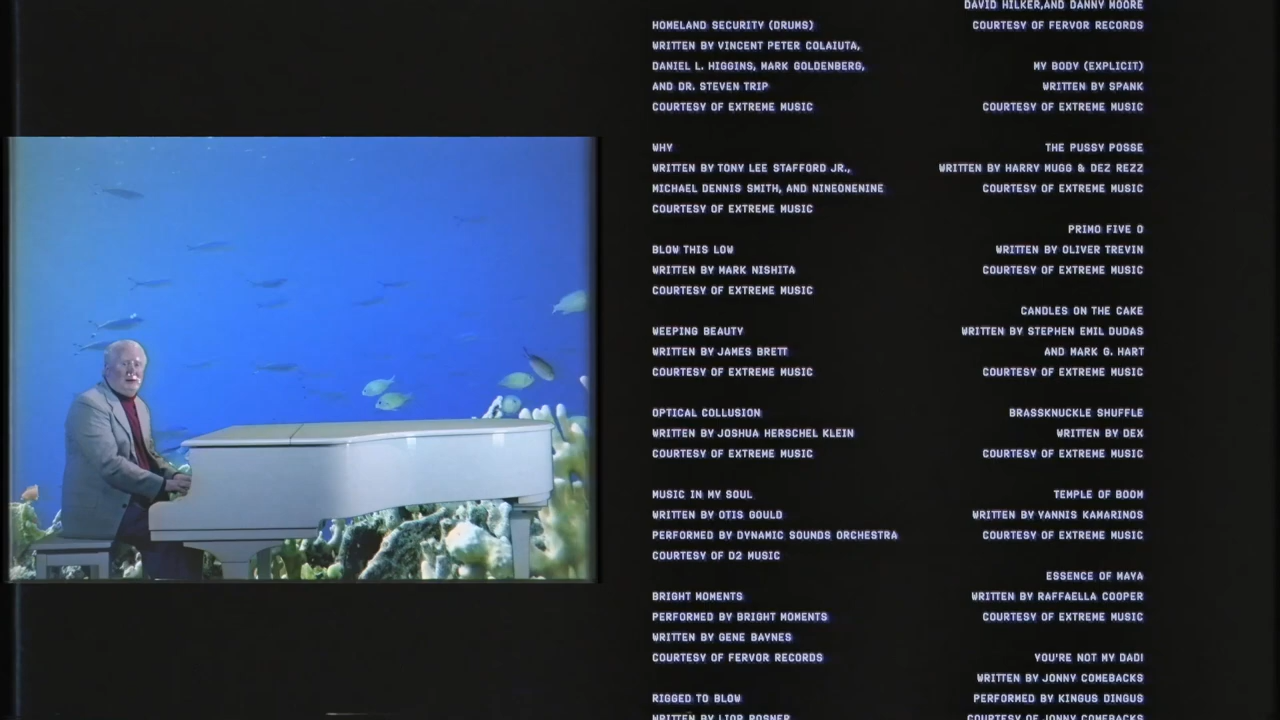 HOMELAND SECURITY (DRUMS)
WRITTEN BY VINCENT PETER COLAIUTA,
DANIEL L. HIGGINS, MARK GOLDENBERG,
AND DR. STEVEN TRIP
COURTESY OF EXTREME MUSIC
WHY
WRITTEN BY TONY LEE STAFFORD JR.,
MICHAEL DENNIS SMITH, AND NINEONENINE
COURTESY OF EXTREME MUSIC
BLOW THIS LOW
WRITTEN BY MARK NISHITA
COURTESY OF EXTREME MUSIC
WEEPING BEAUTY
WRITTEN BY JAMES BRETT
COURTESY OF EXTREME MUSIC
OPTICAL COLLUSION
WRITTEN BY JOSHUA HERSCHEL KLEIN
COURTESY OF EXTREME MUSIC
MUSIC IN MY SOUL
WRITTEN BY OTIS GOULD
PERFORMED BY DYNAMIC SOUNDS ORCHESTRA
COURTESY OF D2 MUSIC
BRIGHT MOMENTS
PERFORMED BY BRIGHT MOMENTS
WRITTEN BY GENE BAYNES
COURTESY OF FERVOR RECORDS
RIGGED TO BLOW
WRITTEN BY LIOR ROSNER
DAVID HILKER,AND DANNY MOORE
COURTESY OF FERVOR RECORDS
MY BODY (EXPLICIT)
WRITTEN BY SPANK
COURTESY OF EXTREME MUSIC
THE PUSSY POSSE
WRITTEN BY HARRY MUGG & DEZ REZZ
COURTESY OF EXTREME MUSIC
PRIMO FIVE O
WRITTEN BY OLIVER TREVIN
COURTESY OF EXTREME MUSIC
CANDLES ON THE CAKE
WRITTEN BY STEPHEN EMIL DUDAS
AND MARK G. HART
COURTESY OF EXTREME MUSIC
BRASSKNUCKLE SHUFFLE
WRITTEN BY DEX
COURTESY OF EXTREME MUSIC
TEMPLE OF BOOM
WRITTEN BY YANNIS KAMARINOS
COURTESY OF EXTREME MUSIC
ESSENCE OF MAYA
WRITTEN BY RAFFAELLA COOPER
COURTESY OF EXTREME MUSIC
YOU'RE NOT MY DAD!
WRITTEN BY JONNY COMEBACKS
PERFORMED BY KINGUS DINGUS
COURTESY OF JONNY COMEBACKS